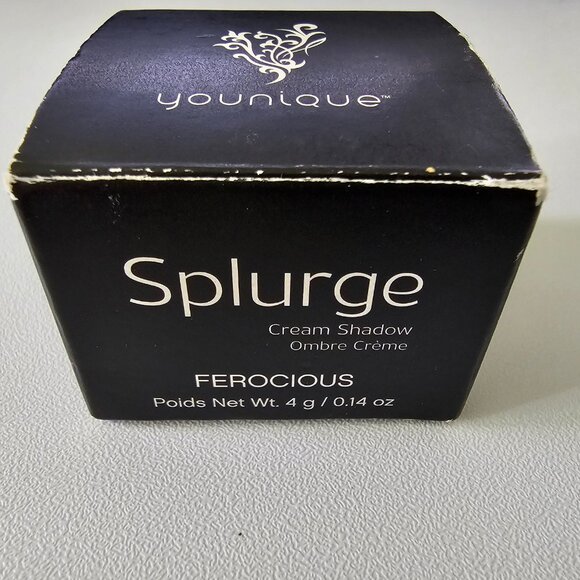 younique™
Splurge
Cream Shadow
Ombre Crème
FEROCIOUS
Poids Net Wt. 4 g / 0.14 oz